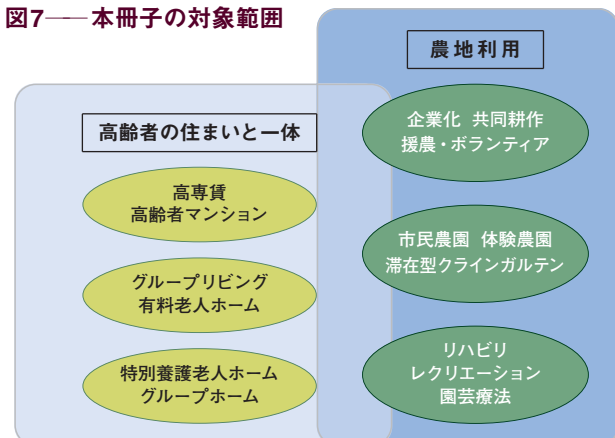 図7――本冊子の対象範囲
農地利用
高齢者の住まいと一体
企業化 共同耕作
援農・ボランティア
高専賃
高齢者マンション
市民農園 体験農園
滞在型クラインガルテン
グループリビング
有料老人ホーム
リハビリ
レクリエーション
園芸療法
特別養護老人ホーム
グループホーム